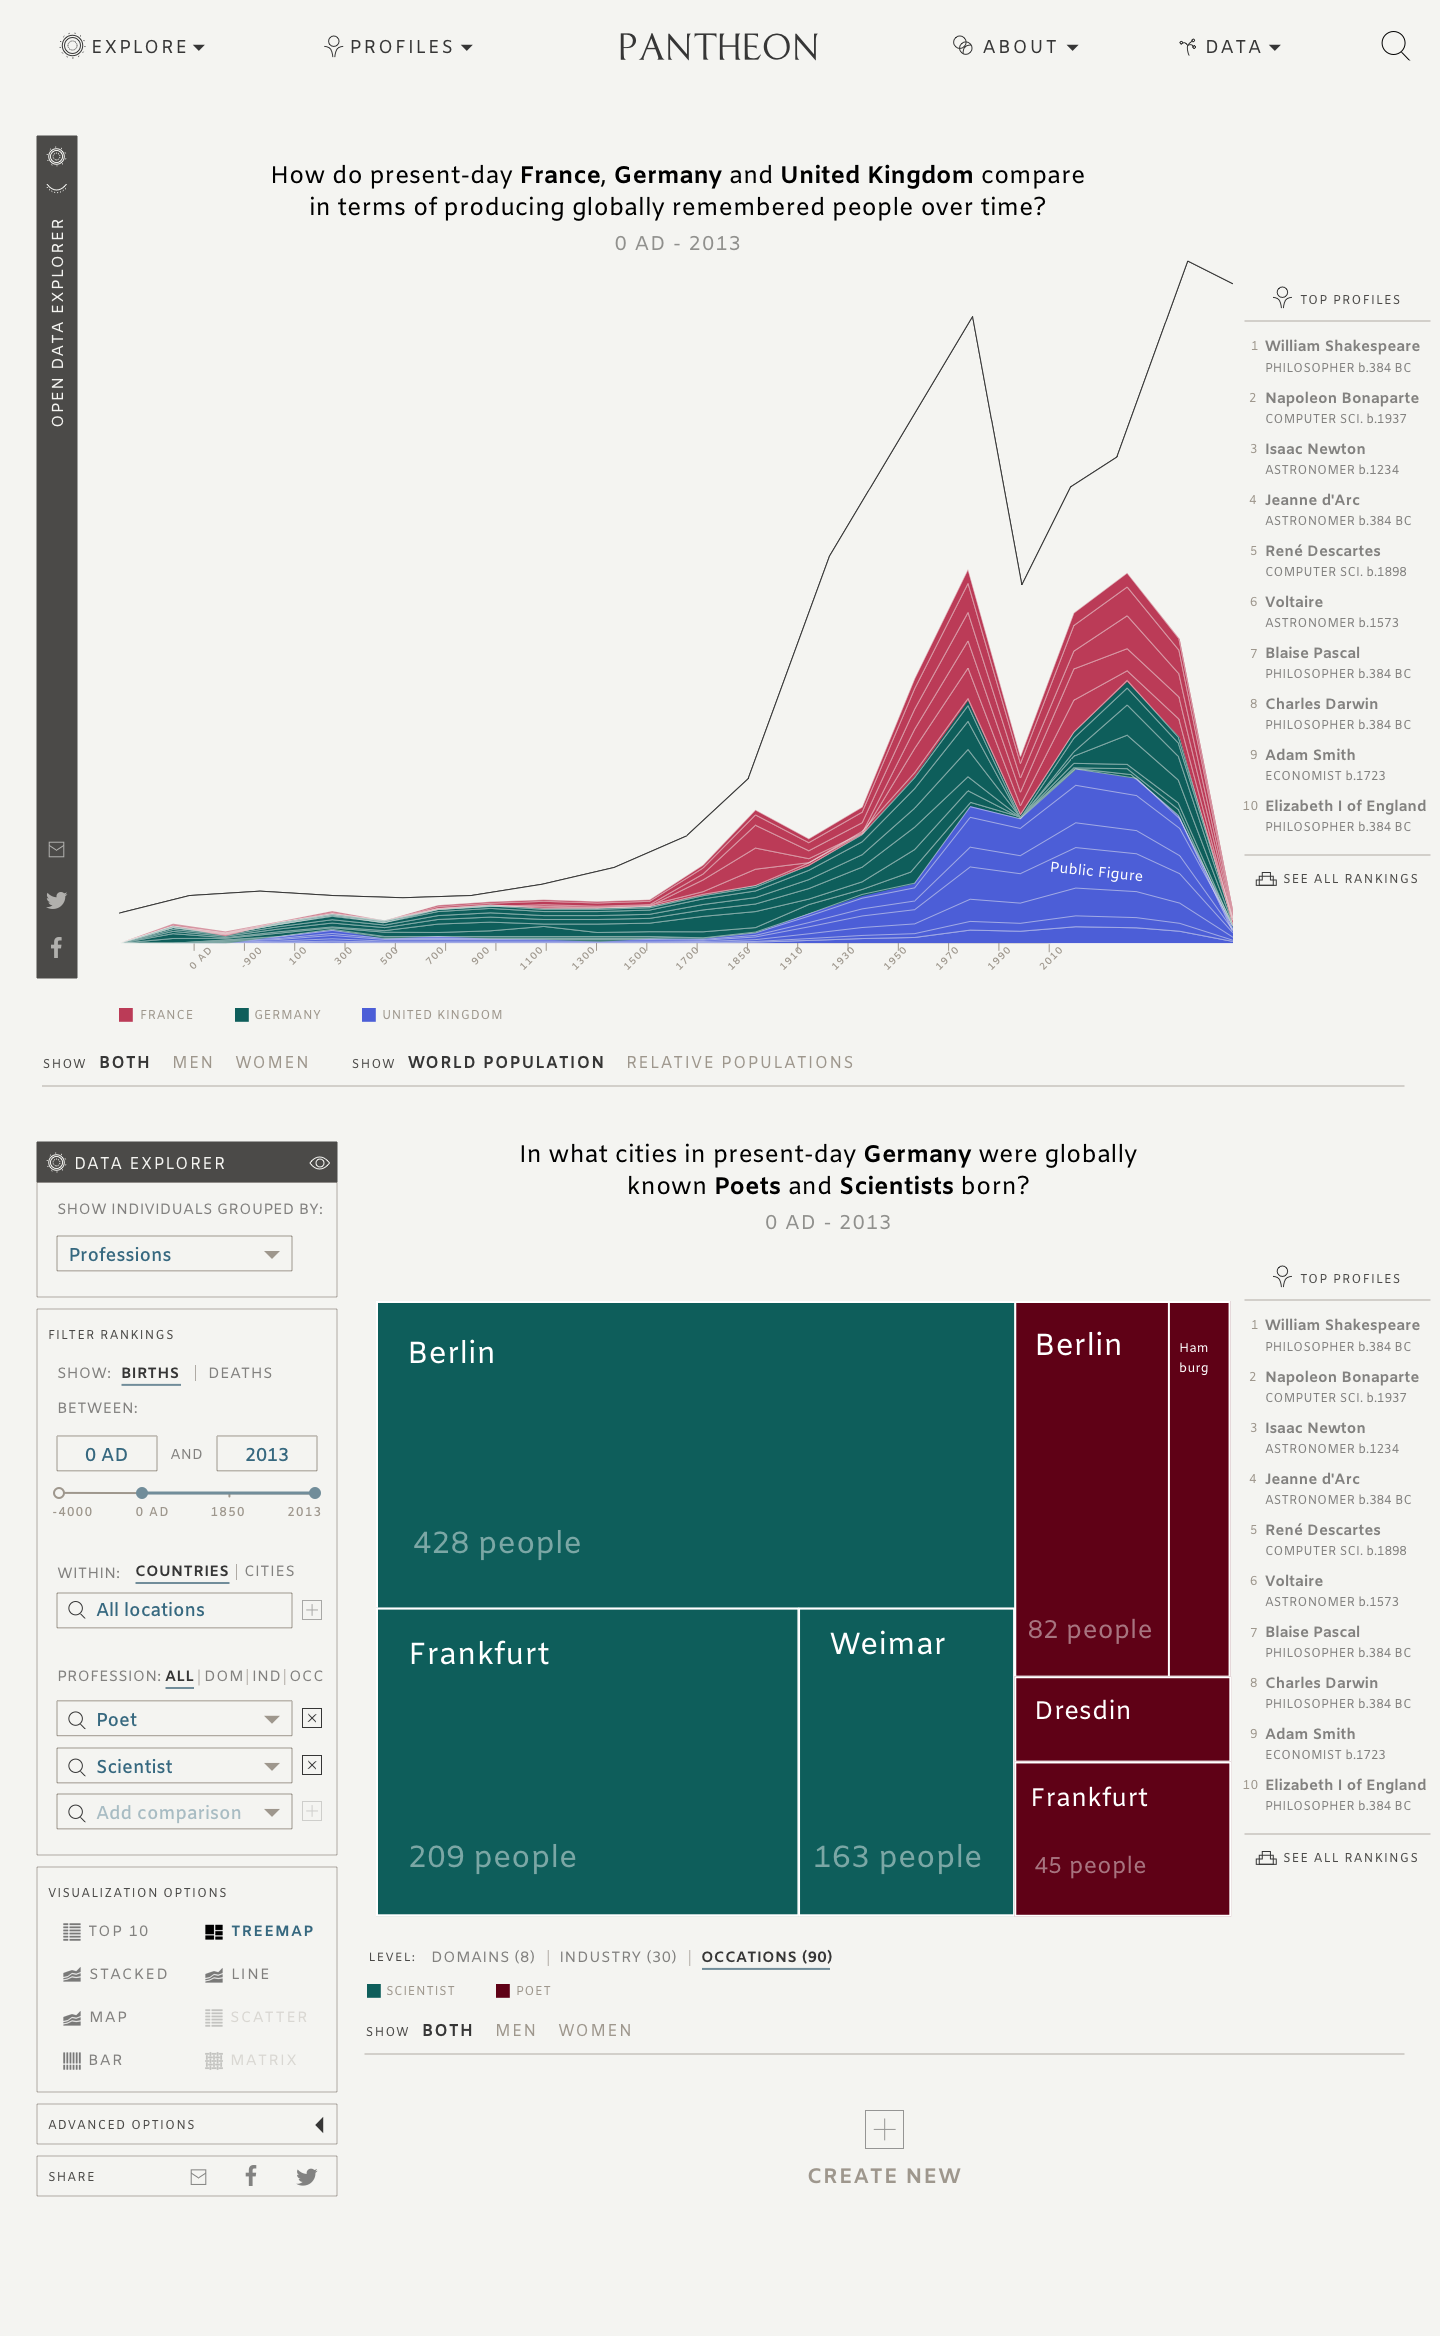 EXPLORE PROFILES PANTHEON ABOUT DATA
OPEN DATA EXPLORER
How do present-day France, Germany and United Kingdom compare
in terms of producing globally remembered people over time?
0 AD - 2013
TOP PROFILES
1 William Shakespeare
PHILOSOPHER b.384 BC
2 Napoleon Bonaparte
COMPUTER SCI. b.1937
3 Isaac Newton
ASTRONOMER b.1234
4 Jeanne d'Arc
ASTRONOMER b.384 BC
5 René Descartes
COMPUTER SCI. b.1898
6 Voltaire
ASTRONOMER b.1573
7 Blaise Pascal
PHILOSOPHER b.384 BC
8 Charles Darwin
PHILOSOPHER b.384 BC
9 Adam Smith
ECONOMIST b.1723
10 Elizabeth I of England
PHILOSOPHER b.384 BC
SEE ALL RANKINGS
Public Figure
0 AD -900 100 300 500 700 900 1100 1300 1500 1700 1850 1910 1930 1950 1970 1990 2010
FRANCE GERMANY UNITED KINGDOM
SHOW BOTH MEN WOMEN SHOW WORLD POPULATION RELATIVE POPULATIONS
DATA EXPLORER
SHOW INDIVIDUALS GROUPED BY:
Professions
FILTER RANKINGS
SHOW: BIRTHS | DEATHS
BETWEEN:
0 AD AND 2013
-4000 0 AD 1850 2013
WITHIN: COUNTRIES | CITIES
All locations
PROFESSION: ALL | DOM | IND | OCC
Poet
Scientist
Add comparison
VISUALIZATION OPTIONS
TOP 10 TREEMAP
STACKED LINE
MAP SCATTER
BAR MATRIX
ADVANCED OPTIONS
SHARE
In what cities in present-day Germany were globally
known Poets and Scientists born?
0 AD - 2013
Berlin
428 people
Frankfurt
209 people
Weimar
163 people
Berlin
82 people
Ham
burg
Dresdin
Frankfurt
45 people
TOP PROFILES
1 William Shakespeare
PHILOSOPHER b.384 BC
2 Napoleon Bonaparte
COMPUTER SCI. b.1937
3 Isaac Newton
ASTRONOMER b.1234
4 Jeanne d'Arc
ASTRONOMER b.384 BC
5 René Descartes
COMPUTER SCI. b.1898
6 Voltaire
ASTRONOMER b.1573
7 Blaise Pascal
PHILOSOPHER b.384 BC
8 Charles Darwin
PHILOSOPHER b.384 BC
9 Adam Smith
ECONOMIST b.1723
10 Elizabeth I of England
PHILOSOPHER b.384 BC
SEE ALL RANKINGS
LEVEL: DOMAINS (8) | INDUSTRY (30) | OCCATIONS (90)
SCIENTIST POET
SHOW BOTH MEN WOMEN
CREATE NEW